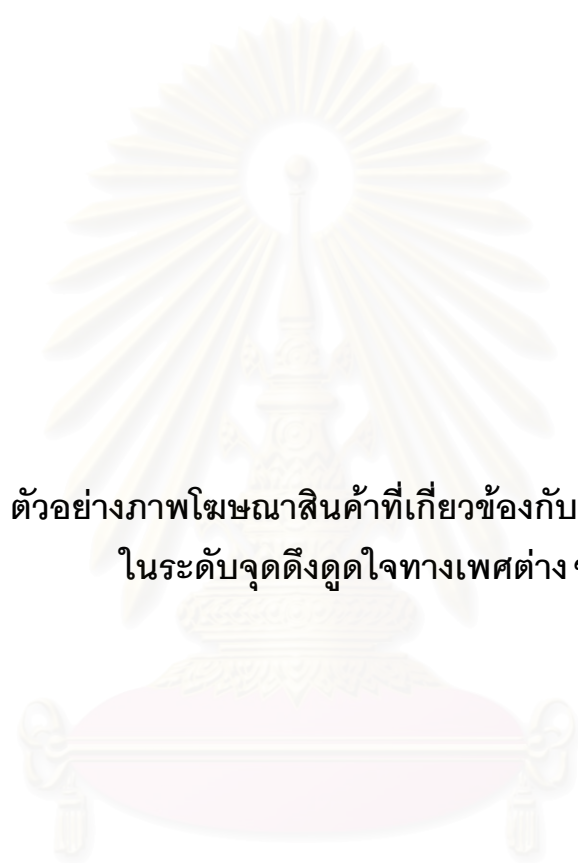 ตัวอย่างภาพโฆษณาสินค้าที่เกี่ยวข้องกับ
ในระดับจุดดึงดูดใจทางเพศต่าง